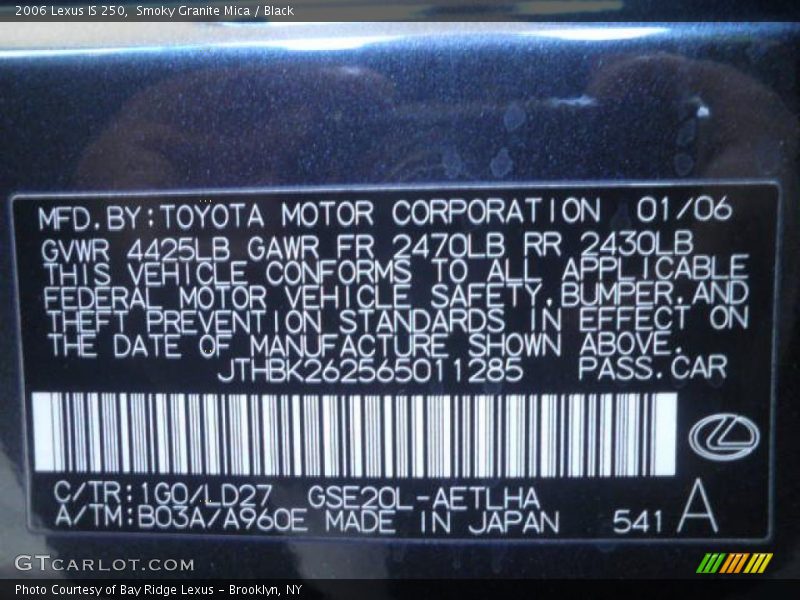 2006 Lexus IS 250, Smoky Granite Mica / Black
MFD.BY:TOYOTA MOTOR CORPORATION 01/06
GVWR 4425LB GAWR FR 2470LB RR 2430LB
THIS VEHICLE CONFORMS TO ALL APPLICABLE
FEDERAL MOTOR VEHICLE SAFETY,BUMPER,AND
THEFT PREVENTION STANDARDS IN EFFECT ON
THE DATE OF MANUFACTURE SHOWN ABOVE.
JTHBK262565011285 PASS.CAR
C/TR:1G0/LD27 GSE20L-AETLHA
A/TM:B03A/A960E MADE IN JAPAN 541 A
GTCARLOT.COM
Photo Courtesy of Bay Ridge Lexus - Brooklyn, NY